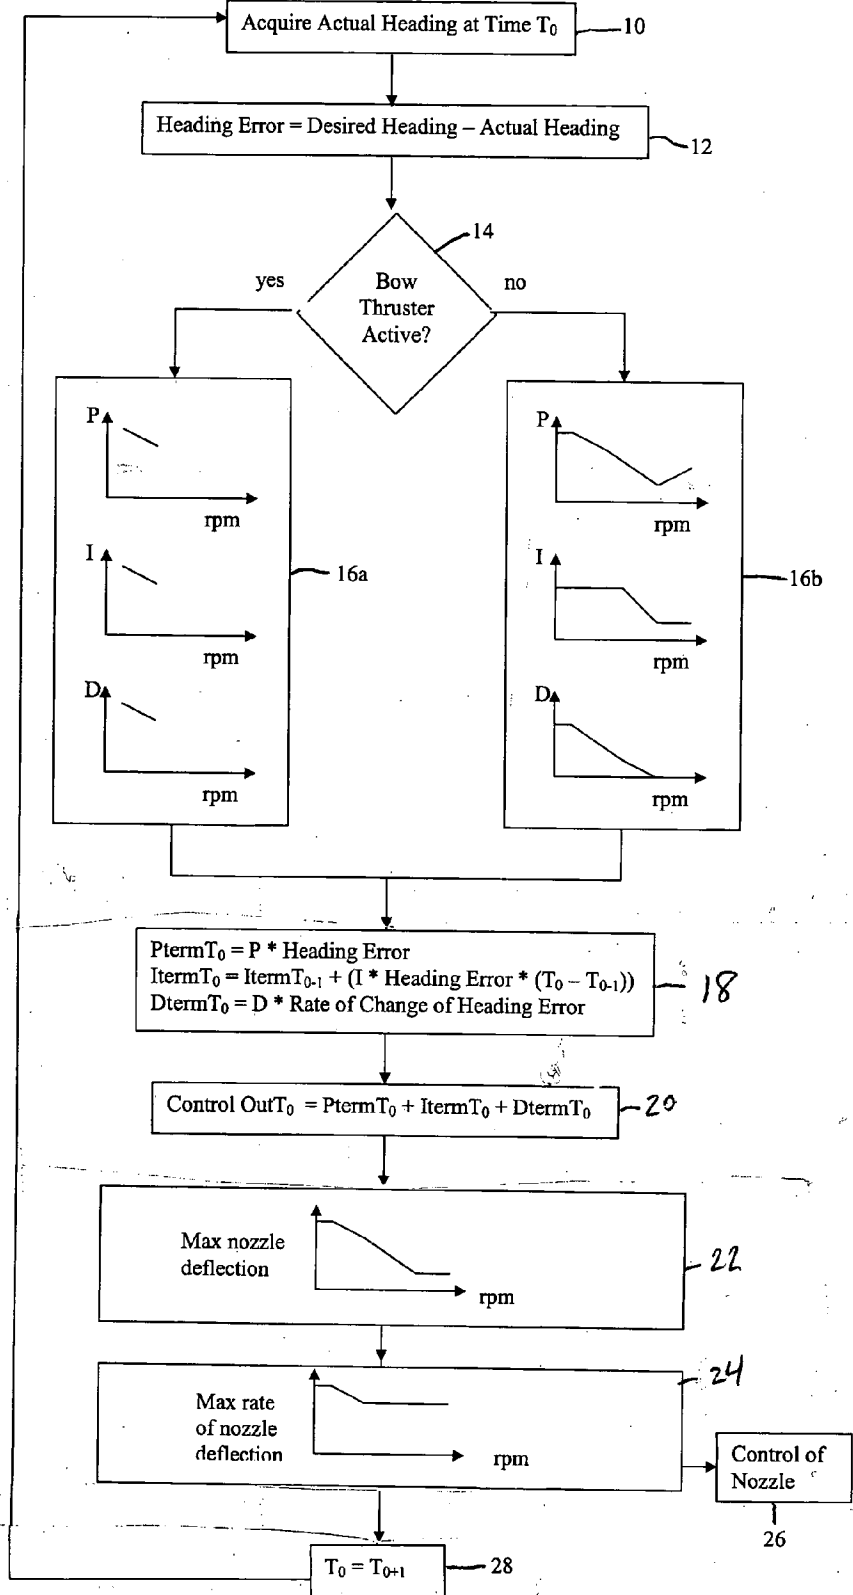 Acquire Actual Heading at Time T₀
10
Heading Error = Desired Heading – Actual Heading
12
14
yes
Bow
Thruster
Active?
no
P
rpm
I
rpm
D
rpm
16a
P
rpm
I
rpm
D
rpm
16b
PtermT₀ = P * Heading Error
ItermT₀ = ItermT₀₋₁ + (I * Heading Error * (T₀ – T₀₋₁))
DtermT₀ = D * Rate of Change of Heading Error
18
Control OutT₀ = PtermT₀ + ItermT₀ + DtermT₀
20
Max nozzle
deflection
rpm
22
Max rate
of nozzle
deflection
rpm
24
Control of
Nozzle
26
T₀ = T₀₊₁
28